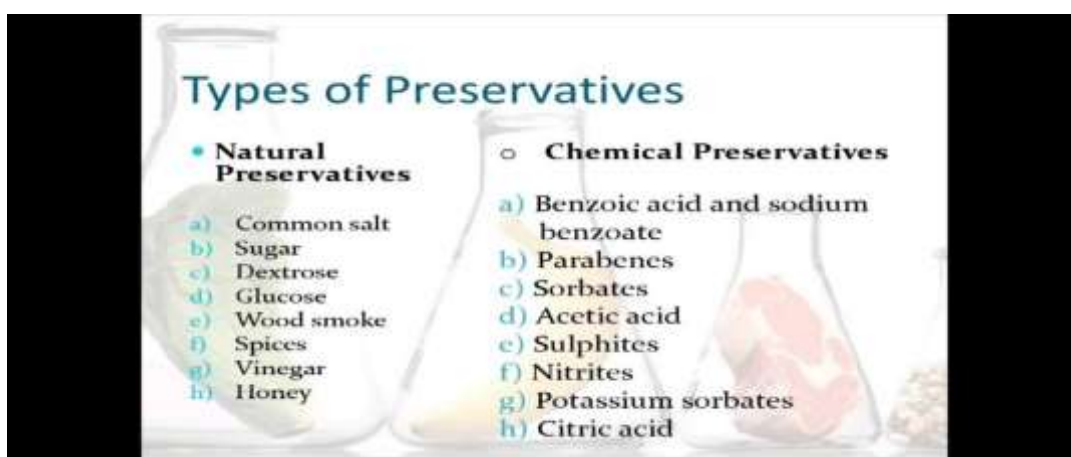 Types of Preservatives
• Natural
Preservatives
a) Common salt
b) Sugar
c) Dextrose
d) Glucose
e) Wood smoke
f) Spices
g) Vinegar
h) Honey
o Chemical Preservatives
a) Benzoic acid and sodium
benzoate
b) Parabenes
c) Sorbates
d) Acetic acid
e) Sulphites
f) Nitrites
g) Potassium sorbates
h) Citric acid